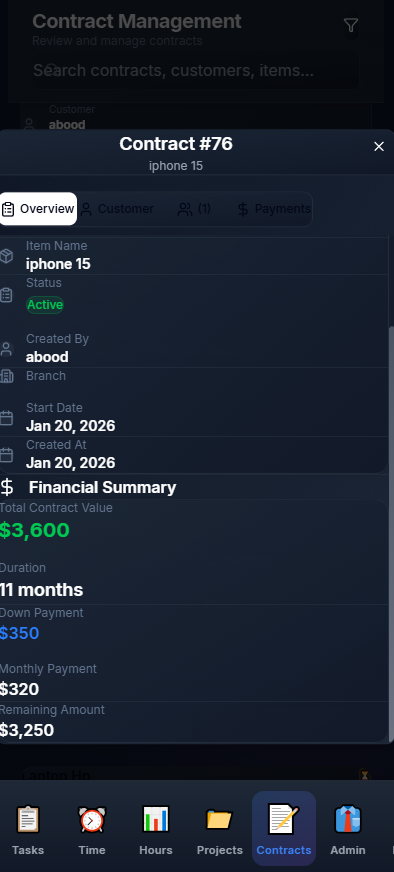 Contract Management
Review and manage contracts
Search contracts, customers, items...
Customer
abood
Contract #76
iphone 15
Overview
Customer
(1)
Payments
Item Name
iphone 15
Status
Active
Created By
abood
Branch
Start Date
Jan 20, 2026
Created At
Jan 20, 2026
Financial Summary
Total Contract Value
$3,600
Duration
11 months
Down Payment
$350
Monthly Payment
$320
Remaining Amount
$3,250
Laptop Hp
Tasks
Time
Hours
Projects
Contracts
Admin